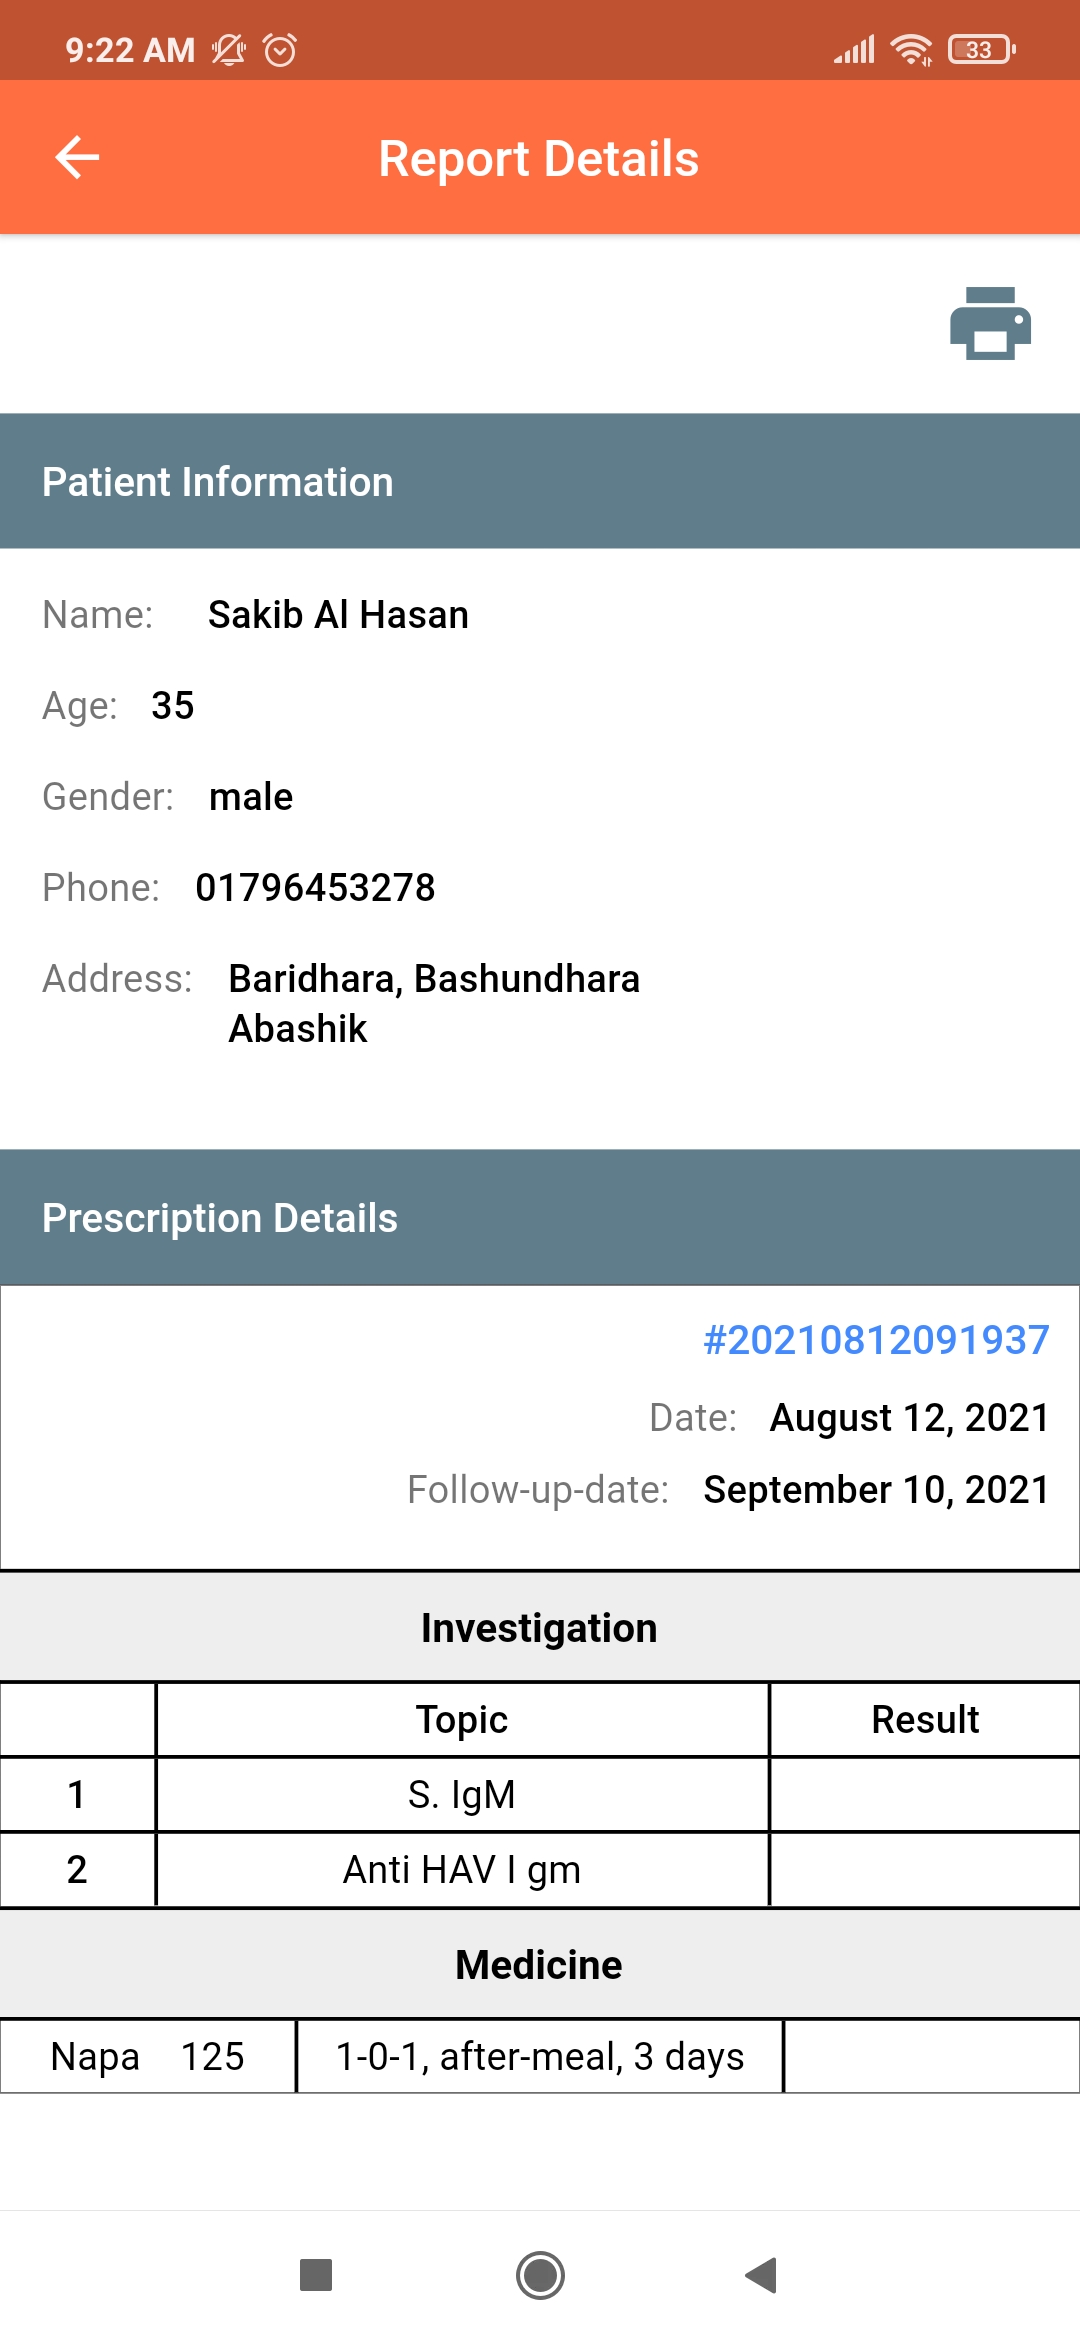 9:22 AM
33
Report Details
Patient Information
Name: Sakib Al Hasan
Age: 35
Gender: male
Phone: 01796453278
Address: Baridhara, Bashundhara
Abashik
Prescription Details
#20210812091937
Date: August 12, 2021
Follow-up-date: September 10, 2021
Investigation
Topic Result
1 S. IgM
2 Anti HAV I gm
Medicine
Napa 125 1-0-1, after-meal, 3 days